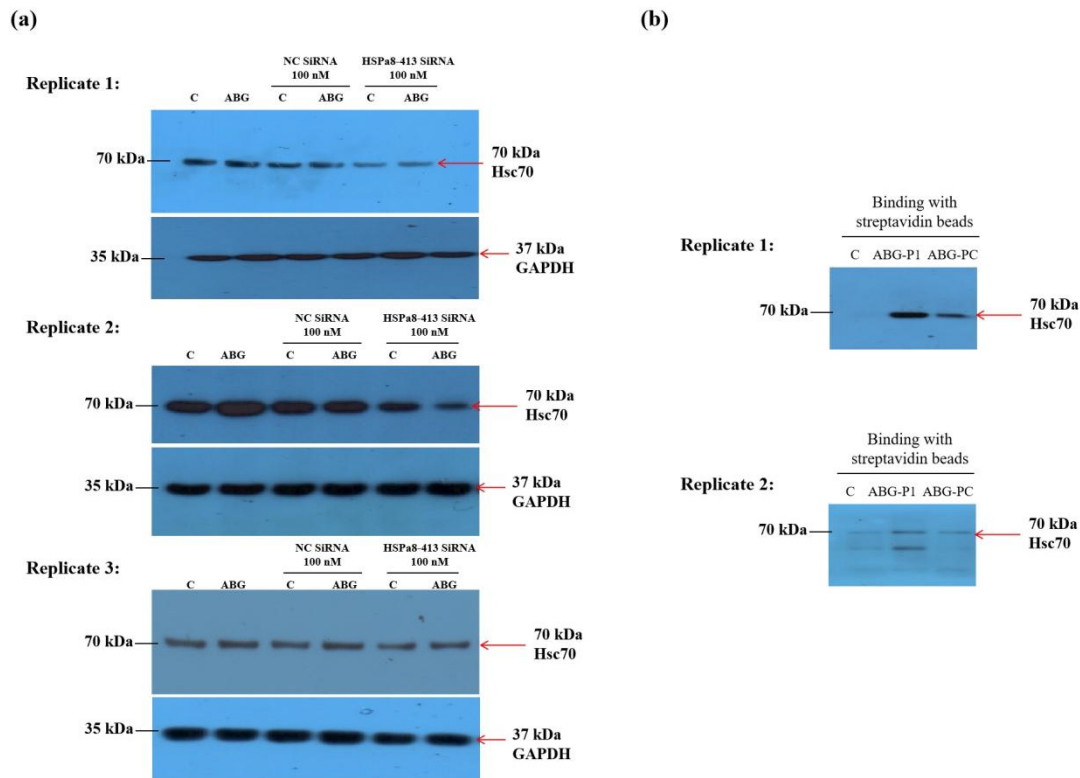 (a)
Replicate 1:
NC SiRNA
100 nM
HSPa8-413 SiRNA
100 nM
C ABG C ABG C ABG
70 kDa
70 kDa
Hsc70
35 kDa
37 kDa
GAPDH
Replicate 2:
NC SiRNA
100 nM
HSPa8-413 SiRNA
100 nM
C ABG C ABG C ABG
70 kDa
70 kDa
Hsc70
35 kDa
37 kDa
GAPDH
Replicate 3:
NC SiRNA
100 nM
HSPa8-413 SiRNA
100 nM
C ABG C ABG C ABG
70 kDa
70 kDa
Hsc70
35 kDa
37 kDa
GAPDH
(b)
Replicate 1:
Binding with
streptavidin beads
C ABG-P1 ABG-PC
70 kDa
70 kDa
Hsc70
Replicate 2:
Binding with
streptavidin beads
C ABG-P1 ABG-PC
70 kDa
70 kDa
Hsc70